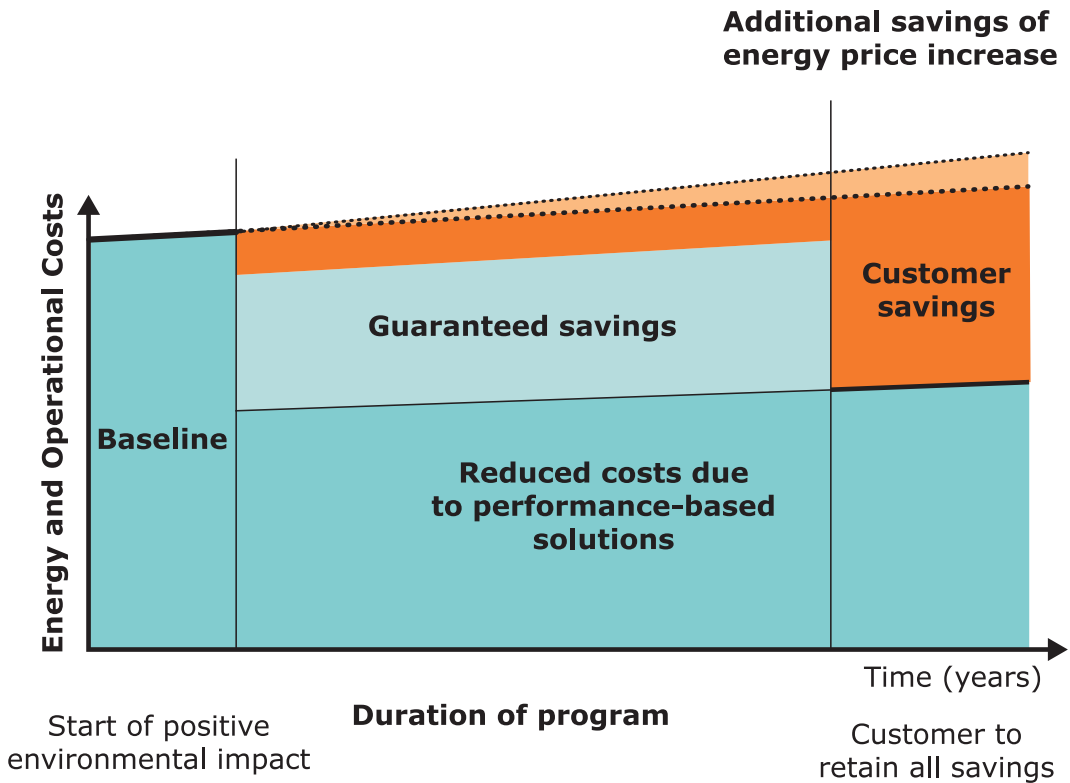 Additional savings of
energy price increase
Energy and Operational Costs
Customer
savings
Guaranteed savings
Baseline
Reduced costs due
to performance-based
solutions
Time (years)
Duration of program
Start of positive
environmental impact
Customer to
retain all savings